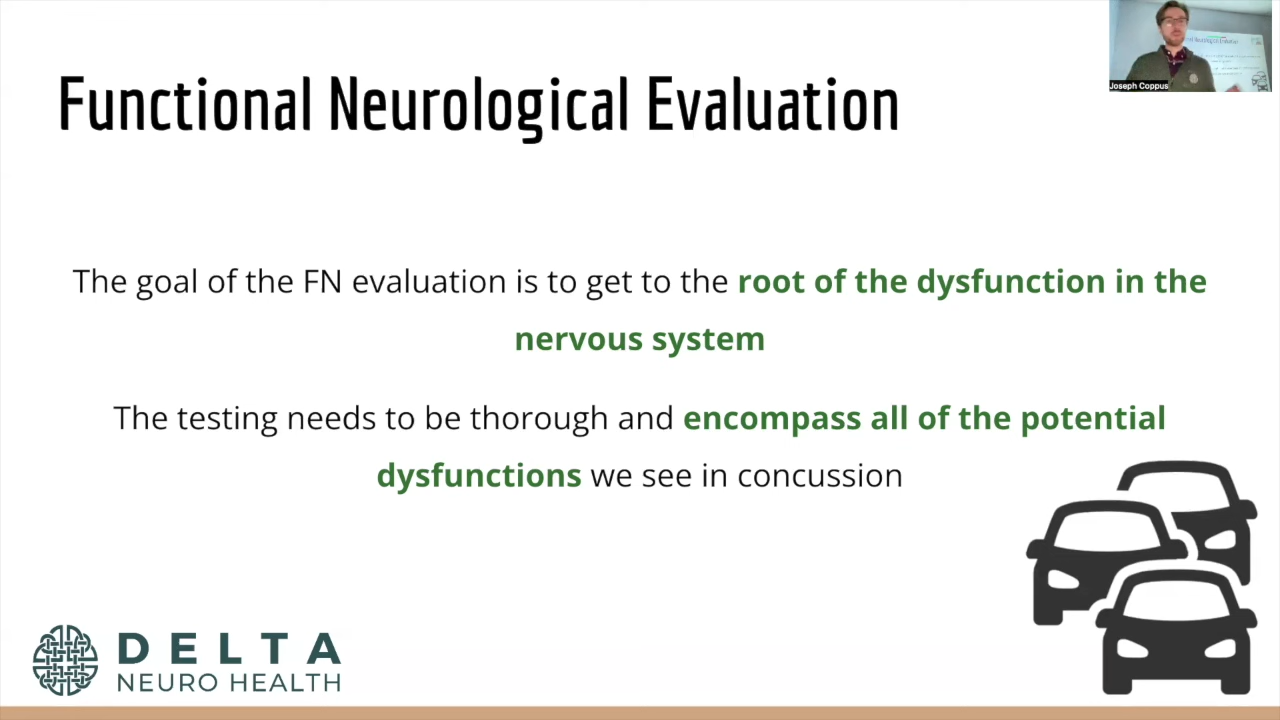 Functional Neurological Evaluation
The goal of the FN evaluation is to get to the root of the dysfunction in the
nervous system
The testing needs to be thorough and encompass all of the potential
dysfunctions we see in concussion
DELTA
NEURO HEALTH
Joseph Coppus